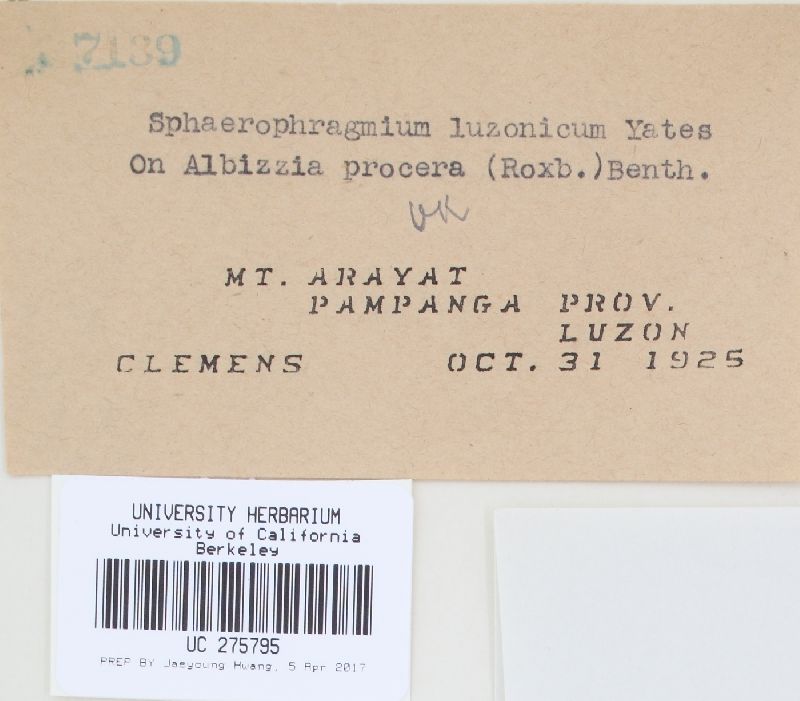 7139
Sphaerophragmium luzonicum Yates
On Albizzia procera (Roxb.)Benth.
MT. ARAYAT
PAMPANGA PROV.
LUZON
CLEMENS OCT. 31 1925
UNIVERSITY HERBARIUM
University of California
Berkeley
UC 275795
PREP BY Jaeyoung Hwang, 5 Apr 2017